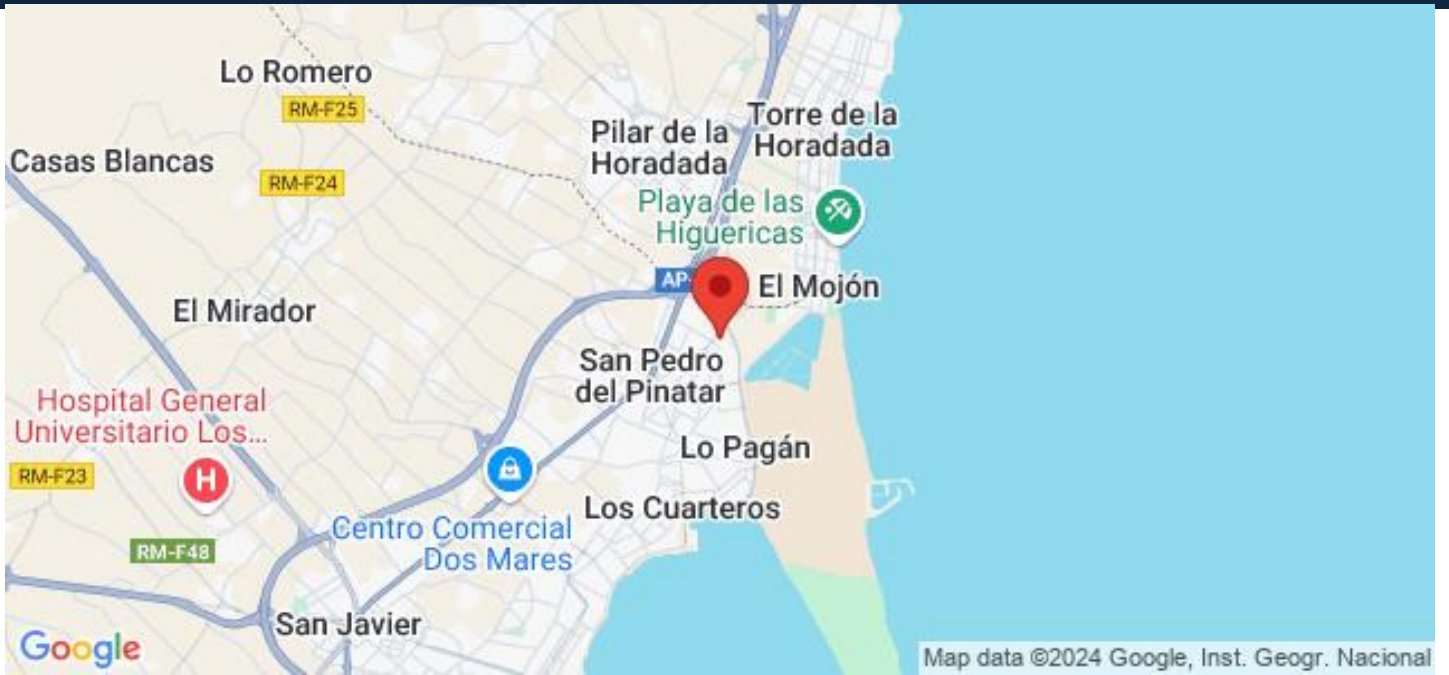 Lo Romero
RM-F25
Torre de la
Horadada
Pilar de la
Horadada
Casas Blancas
RM-F24
Playa de las
Higuericas
AP-
El Mojón
El Mirador
San Pedro
del Pinatar
Hospital General
Universitario Los...
H
RM-F23
Lo Pagán
Los Cuarteros
Centro Comercial
Dos Mares
RM-F48
San Javier
Google
Map data ©2024 Google, Inst. Geogr. Nacional